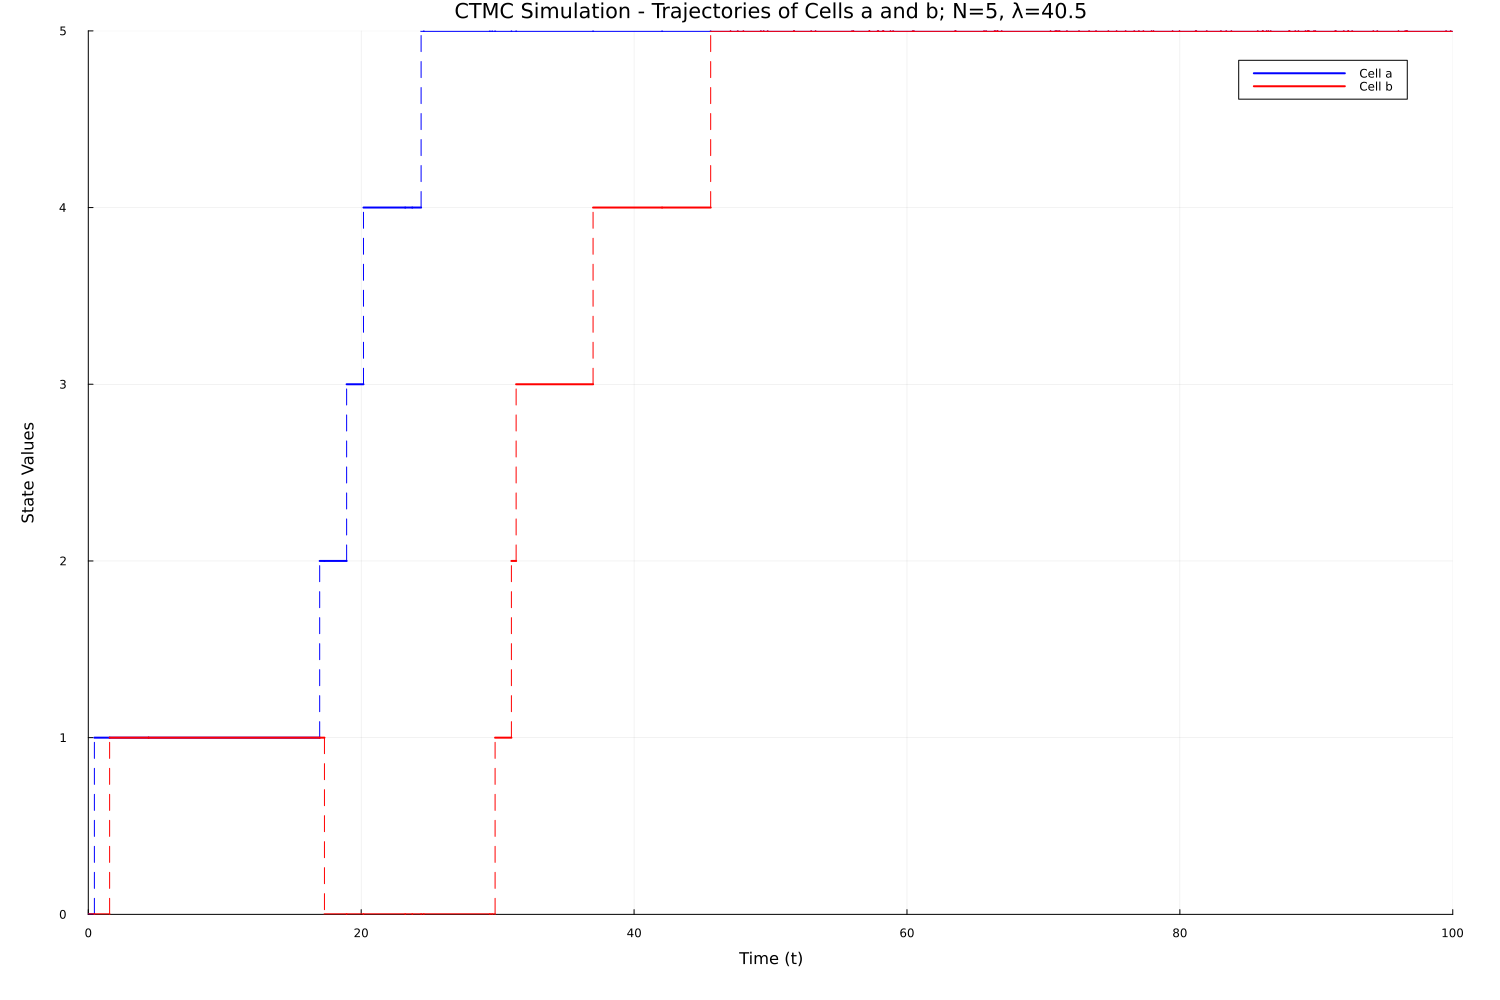 CTMC Simulation - Trajectories of Cells a and b; N=5, λ=40.5
5
Cell a
Cell b
4
3
State Values
2
1
0
0 20 40 60 80 100
Time (t)